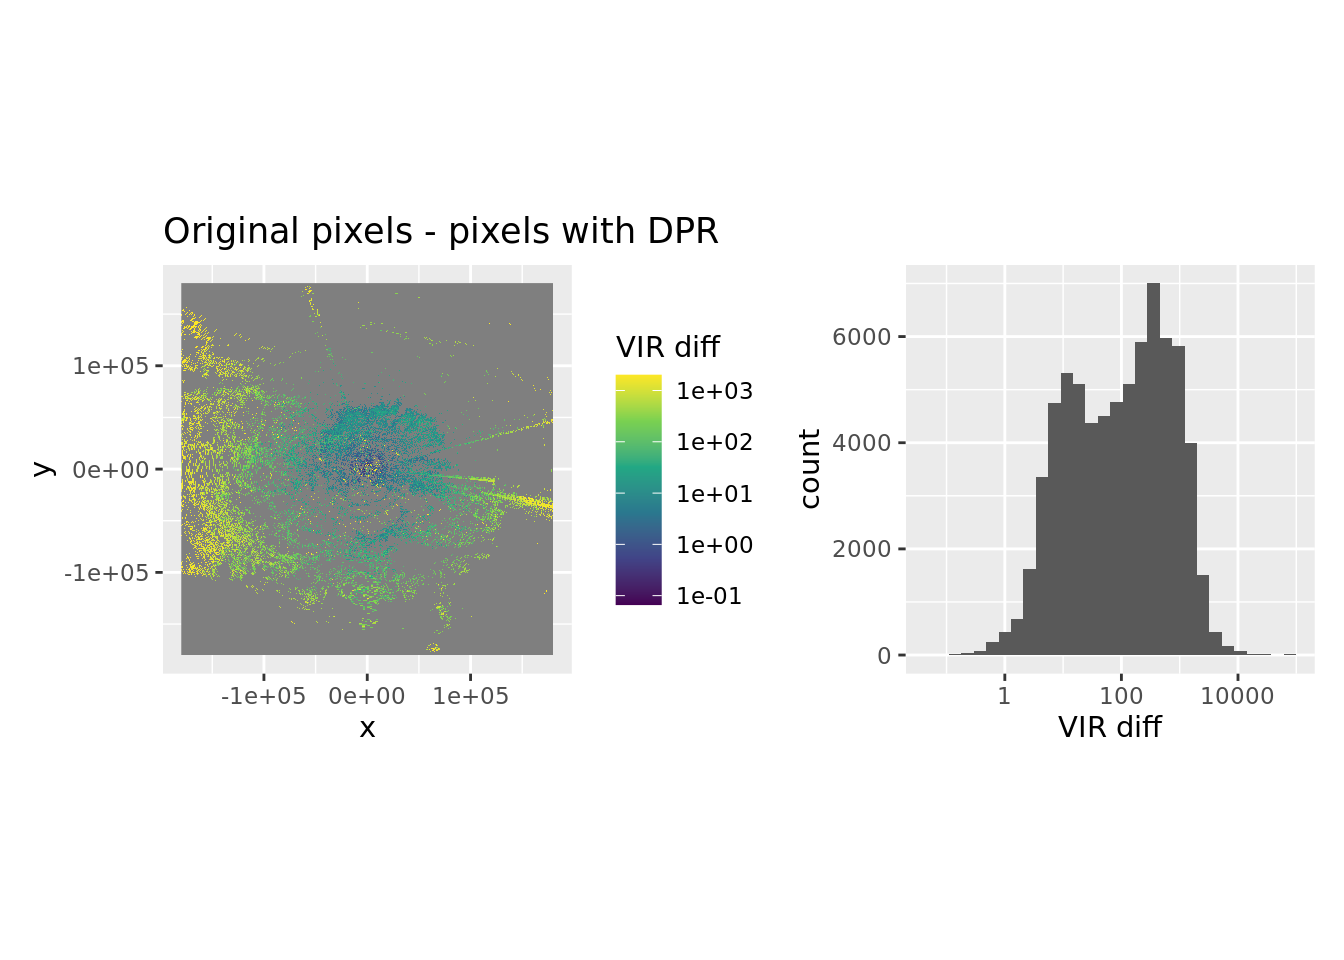 Original pixels - pixels with DPR
1e+05
0e+00
-1e+05
y
-1e+05 0e+00 1e+05
x
VIR diff
1e+03
1e+02
1e+01
1e+00
1e-01
6000
4000
2000
0
count
1 100 10000
VIR diff